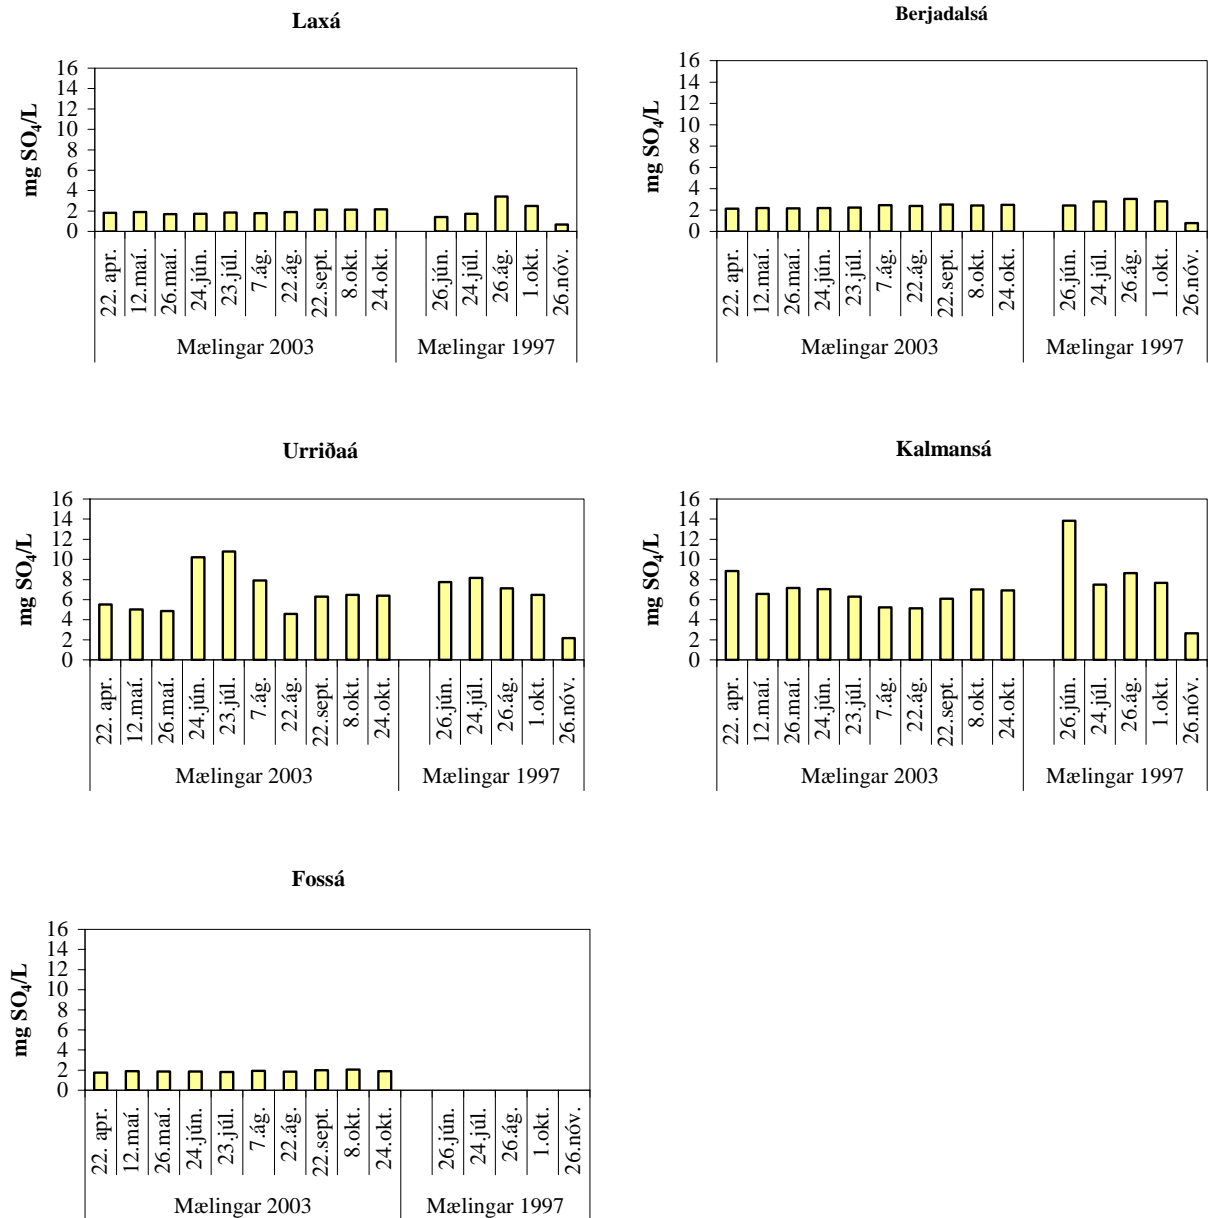 Laxá
mg SO₄/L
16
14
12
10
8
6
4
2
0
22. apr.
12.maí.
26.maí.
24.jún.
23.júl.
7.ág.
22.ág.
22.sept.
8.okt.
24.okt.
26.jún.
24.júl.
26.ág.
1.okt.
26.nóv.
Mælingar 2003
Mælingar 1997
Berjadalsá
mg SO₄/L
16
14
12
10
8
6
4
2
0
22. apr.
12.maí.
26.maí.
24.jún.
23.júl.
7.ág.
22.ág.
22.sept.
8.okt.
24.okt.
26.jún.
24.júl.
26.ág.
1.okt.
26.nóv.
Mælingar 2003
Mælingar 1997
Urriðaá
mg SO₄/L
16
14
12
10
8
6
4
2
0
22. apr.
12.maí.
26.maí.
24.jún.
23.júl.
7.ág.
22.ág.
22.sept.
8.okt.
24.okt.
26.jún.
24.júl.
26.ág.
1.okt.
26.nóv.
Mælingar 2003
Mælingar 1997
Kalmansá
mg SO₄/L
16
14
12
10
8
6
4
2
0
22. apr.
12.maí.
26.maí.
24.jún.
23.júl.
7.ág.
22.ág.
22.sept.
8.okt.
24.okt.
26.jún.
24.júl.
26.ág.
1.okt.
26.nóv.
Mælingar 2003
Mælingar 1997
Fossá
mg SO₄/L
16
14
12
10
8
6
4
2
0
22. apr.
12.maí.
26.maí.
24.jún.
23.júl.
7.ág.
22.ág.
22.sept.
8.okt.
24.okt.
26.jún.
24.júl.
26.ág.
1.okt.
26.nóv.
Mælingar 2003
Mælingar 1997